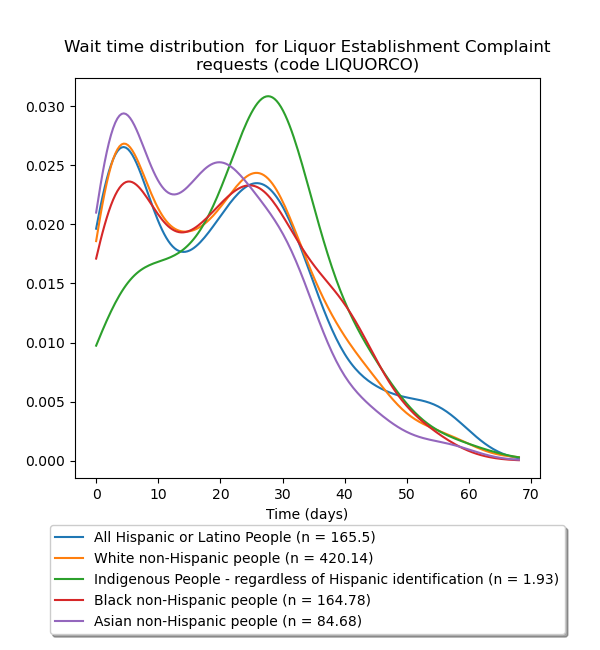 Wait time distribution  for Liquor Establishment Complaint
requests (code LIQUORCO)
0.030
0.025
0.020
0.015
0.010
0.005
0.000
0 10 20 30 40 50 60 70
Time (days)
All Hispanic or Latino People (n = 165.5)
White non-Hispanic people (n = 420.14)
Indigenous People - regardless of Hispanic identification (n = 1.93)
Black non-Hispanic people (n = 164.78)
Asian non-Hispanic people (n = 84.68)